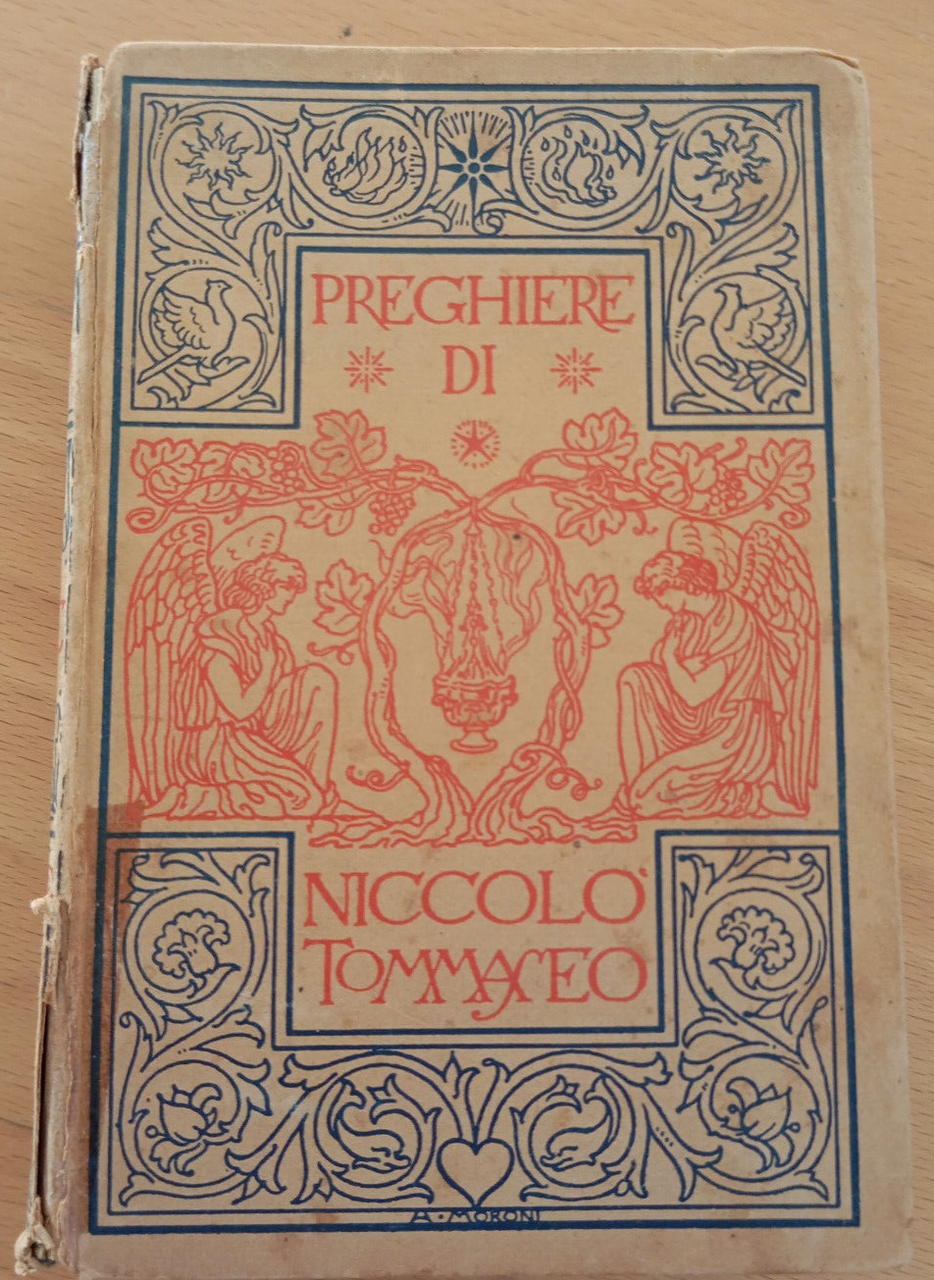 PREGHIERE
DI
NICCOLO'
TOMMASEO
A · MORONI